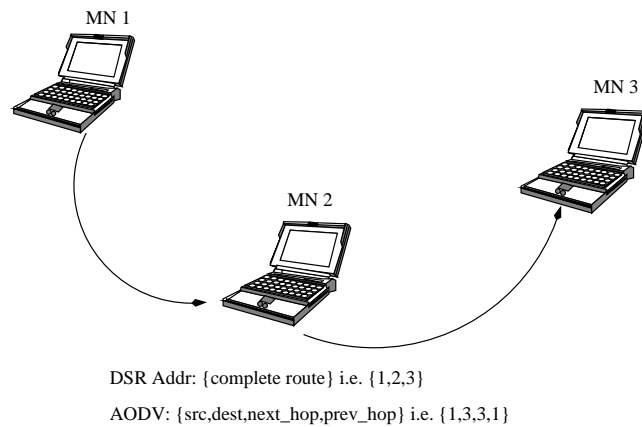 MN 1
MN 3
MN 2
DSR Addr: {complete route} i.e. {1,2,3}
AODV: {src,dest,next_hop,prev_hop} i.e. {1,3,3,1}